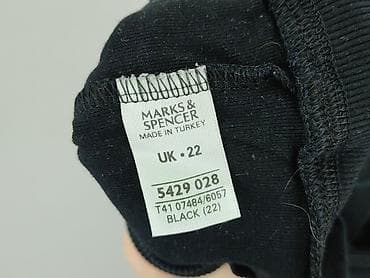 MARKS &
SPENCER
MADE IN TURKEY
UK • 22
5429 028
T41 07484/6057
BLACK (22)